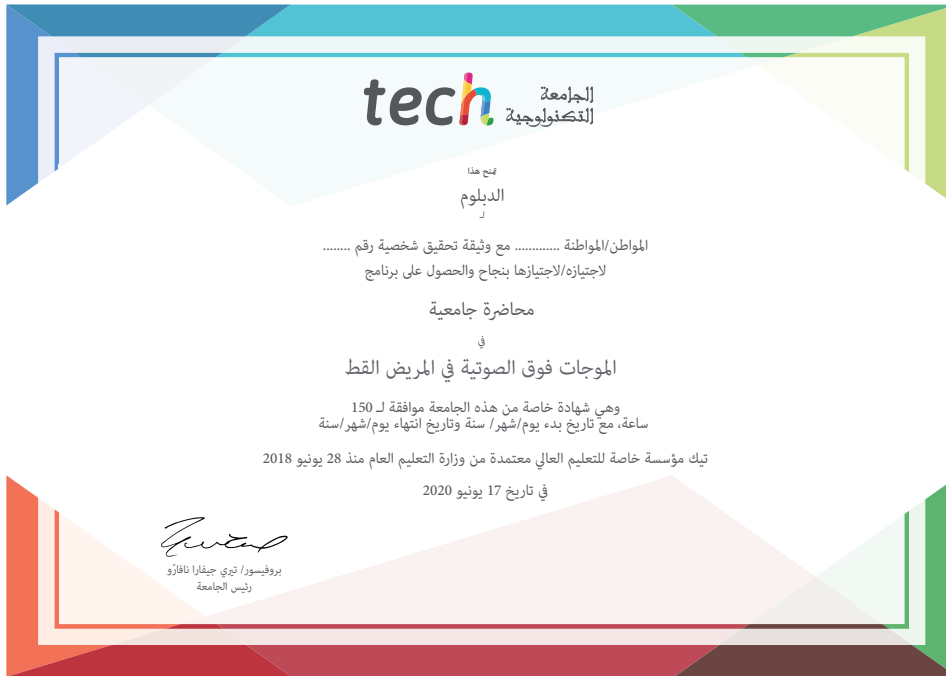 tech الجامعة
التكنولوجية
يمنح هذا
الدبلوم
لـ
المواطن/المواطنة ............ مع وثيقة تحقيق شخصية رقم ........
لاجتيازه/لاجتيازها بنجاح والحصول على برنامج
محاضرة جامعية
في
الموجات فوق الصوتية في المريض القط
وهي شهادة خاصة من هذه الجامعة موافقة لـ 150
ساعة، مع تاريخ بدء يوم/شهر/ سنة وتاريخ انتهاء يوم/شهر/سنة
تيك مؤسسة خاصة للتعليم العالي معتمدة من وزارة التعليم العام منذ 28 يونيو 2018
في تاريخ 17 يونيو 2020
بروفيسور/ تيري جيفارا نافارّو
رئيس الجامعة